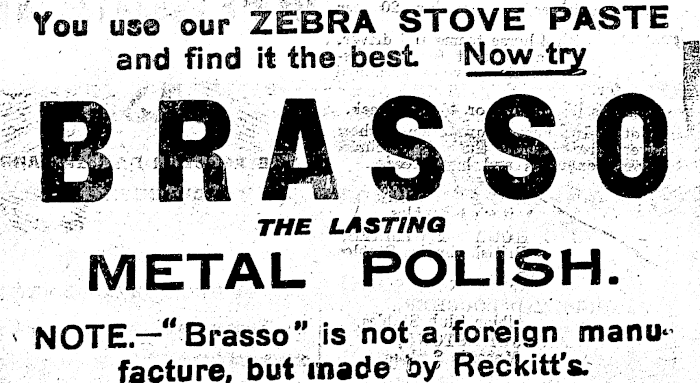 You use our ZEBRA STOVE PASTE
and find it the best. Now try
BRASSO
THE LASTING
METAL POLISH.
NOTE.—"Brasso" is not a foreign manu-
facture, but made by Reckitt's.